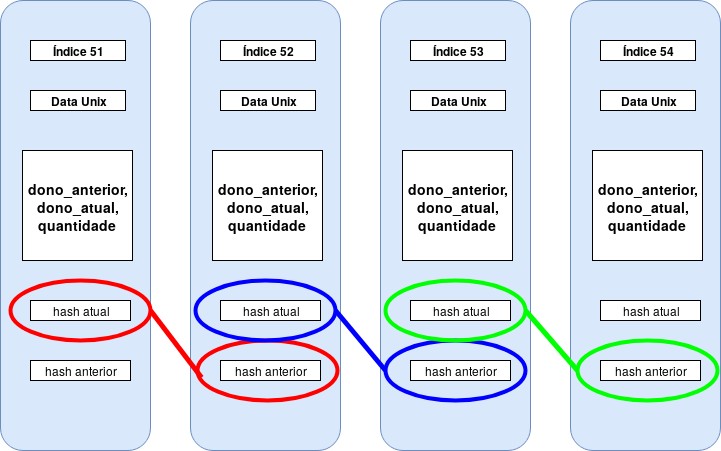 Índice 51
Data Unix
dono_anterior,
dono_atual,
quantidade
hash atual
hash anterior
Índice 52
Data Unix
dono_anterior,
dono_atual,
quantidade
hash atual
hash anterior
Índice 53
Data Unix
dono_anterior,
dono_atual,
quantidade
hash atual
hash anterior
Índice 54
Data Unix
dono_anterior,
dono_atual,
quantidade
hash atual
hash anterior